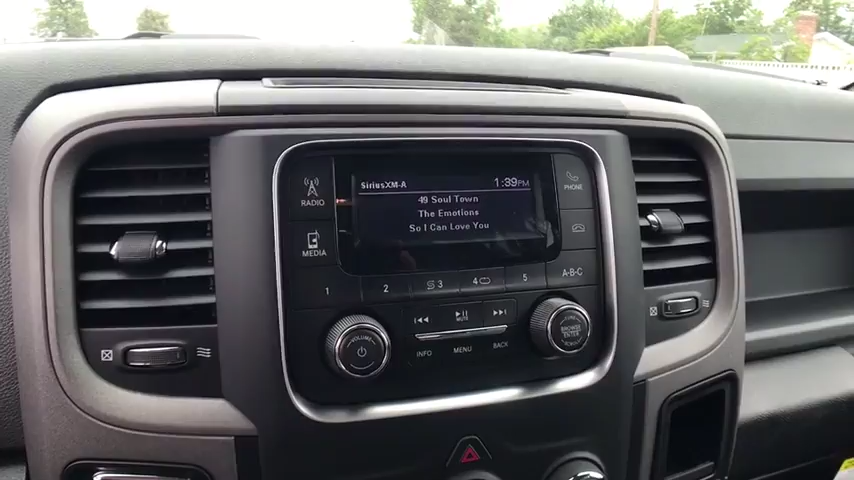 SiriusXM-A 1:39PM
49 Soul Town
The Emotions
So I Can Love You
RADIO
MEDIA
PHONE
1 2 3 4 5 A-B-C
MUTE
INFO MENU BACK
VOLUME
BROWSE
ENTER